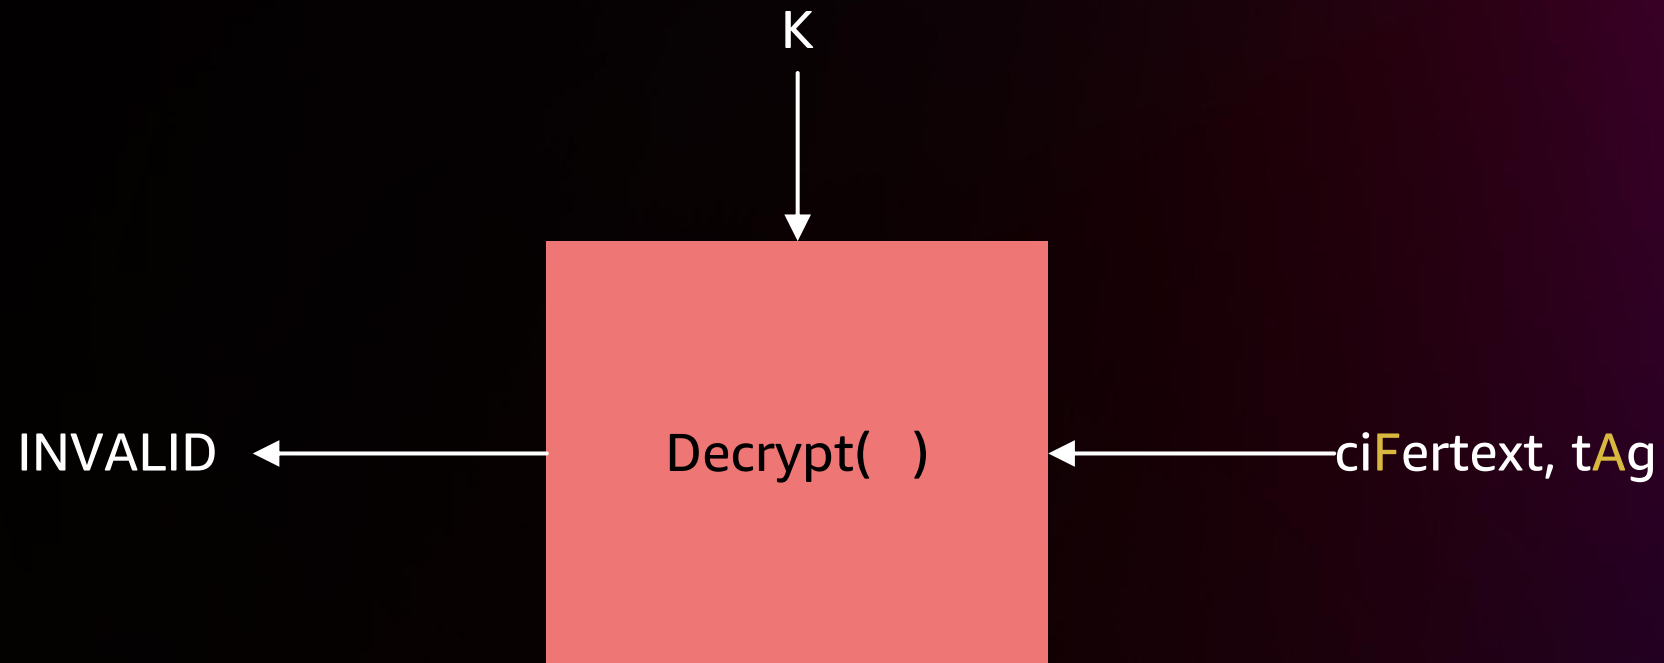 K
INVALID
Decrypt( )
ciFertext, tAg